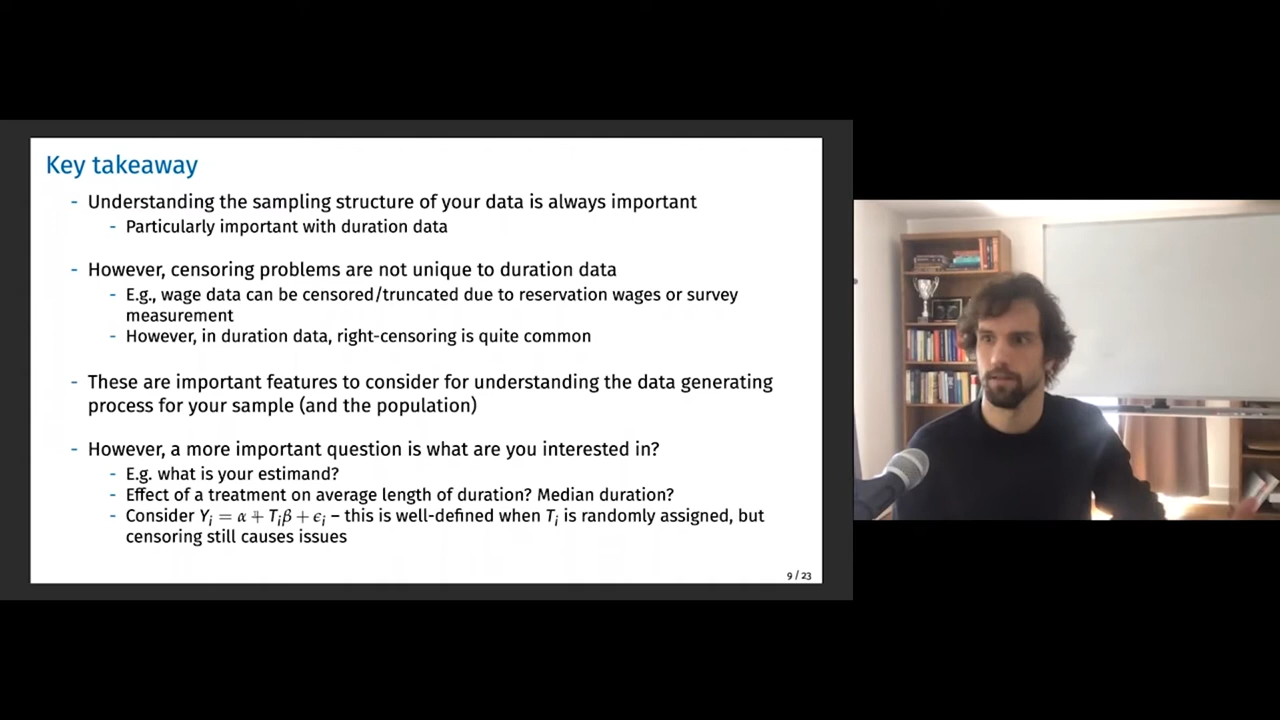 Key takeaway
- Understanding the sampling structure of your data is always important
- Particularly important with duration data
- However, censoring problems are not unique to duration data
- E.g., wage data can be censored/truncated due to reservation wages or survey
measurement
- However, in duration data, right-censoring is quite common
- These are important features to consider for understanding the data generating
process for your sample (and the population)
- However, a more important question is what are you interested in?
- E.g. what is your estimand?
- Effect of a treatment on average length of duration? Median duration?
- Consider Yᵢ = α + Tᵢβ + ϵᵢ – this is well-defined when Tᵢ is randomly assigned, but
censoring still causes issues
9 / 23